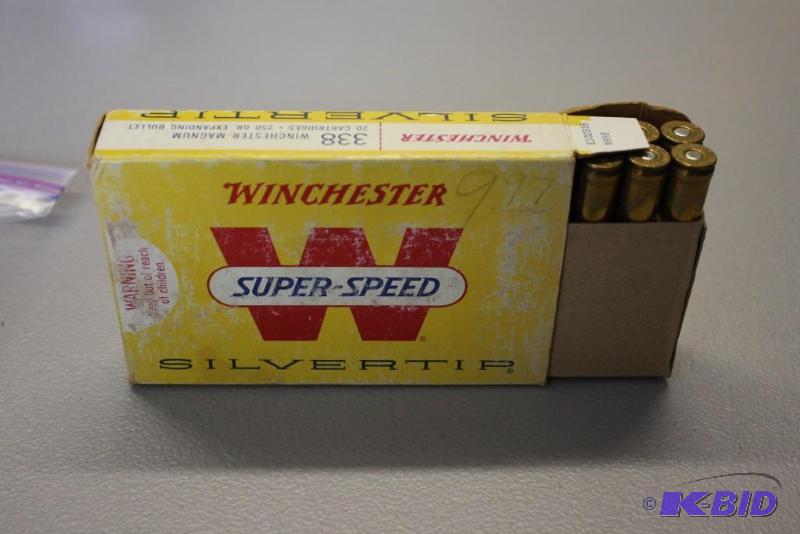 SILVERTIP
338 WINCHESTER MAGNUM
20 CARTRIDGES • 250 GR. EXPANDING BULLET
WINCHESTER
WINCHESTER
997
W
SUPER-SPEED
SILVERTIP®
WARNING
Keep out of reach
of children.
© K-BID